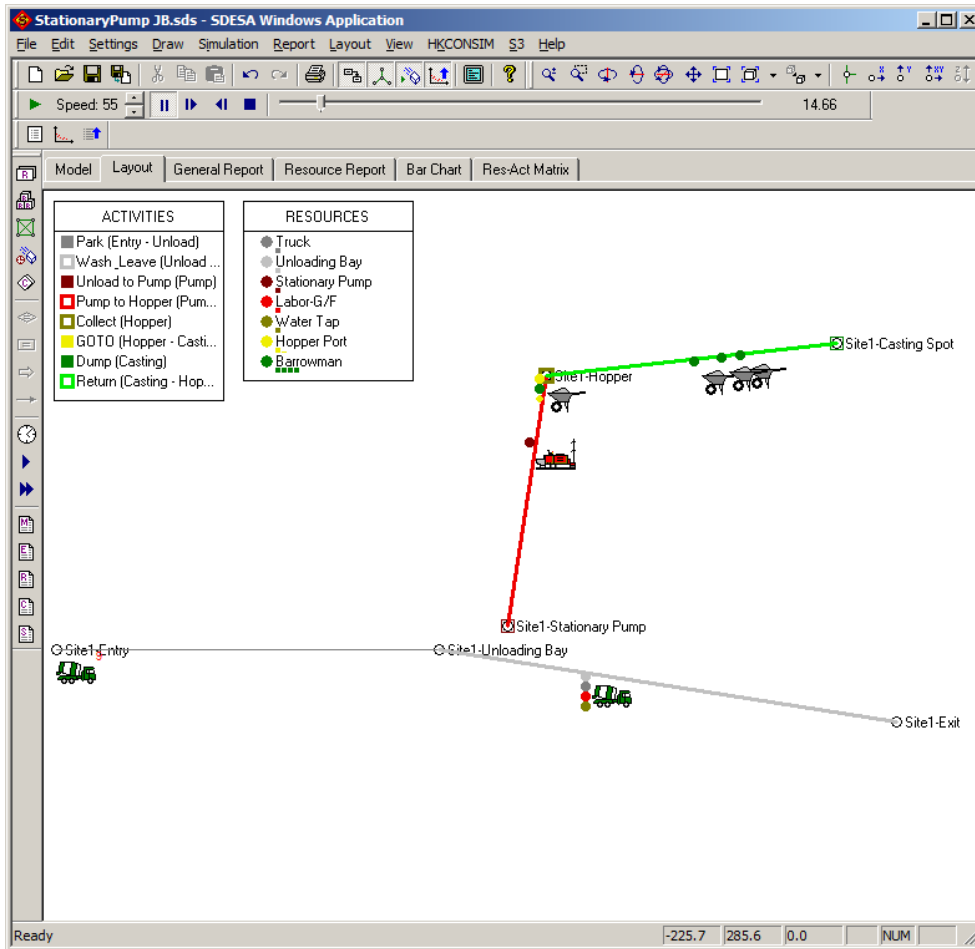 StationaryPump JB.sds - SDESA Windows Application
File Edit Settings Draw Simulation Report Layout View HKCONSIM S3 Help
Speed: 55 14.66
Model Layout General Report Resource Report Bar Chart Res-Act Matrix
ACTIVITIES
Park (Entry - Unload)
Wash_Leave (Unload ...
Unload to Pump (Pump)
Pump to Hopper (Pum...
Collect (Hopper)
GOTO (Hopper - Casti...
Dump (Casting)
Return (Casting - Hop...
RESOURCES
Truck
Unloading Bay
Stationary Pump
Labor-G/F
Water Tap
Hopper Port
Barrowman
Site1-Casting Spot
Site1-Hopper
Site1-Stationary Pump
Site1-Entry
9
Site1-Unloading Bay
Site1-Exit
Ready -225.7 285.6 0.0 NUM